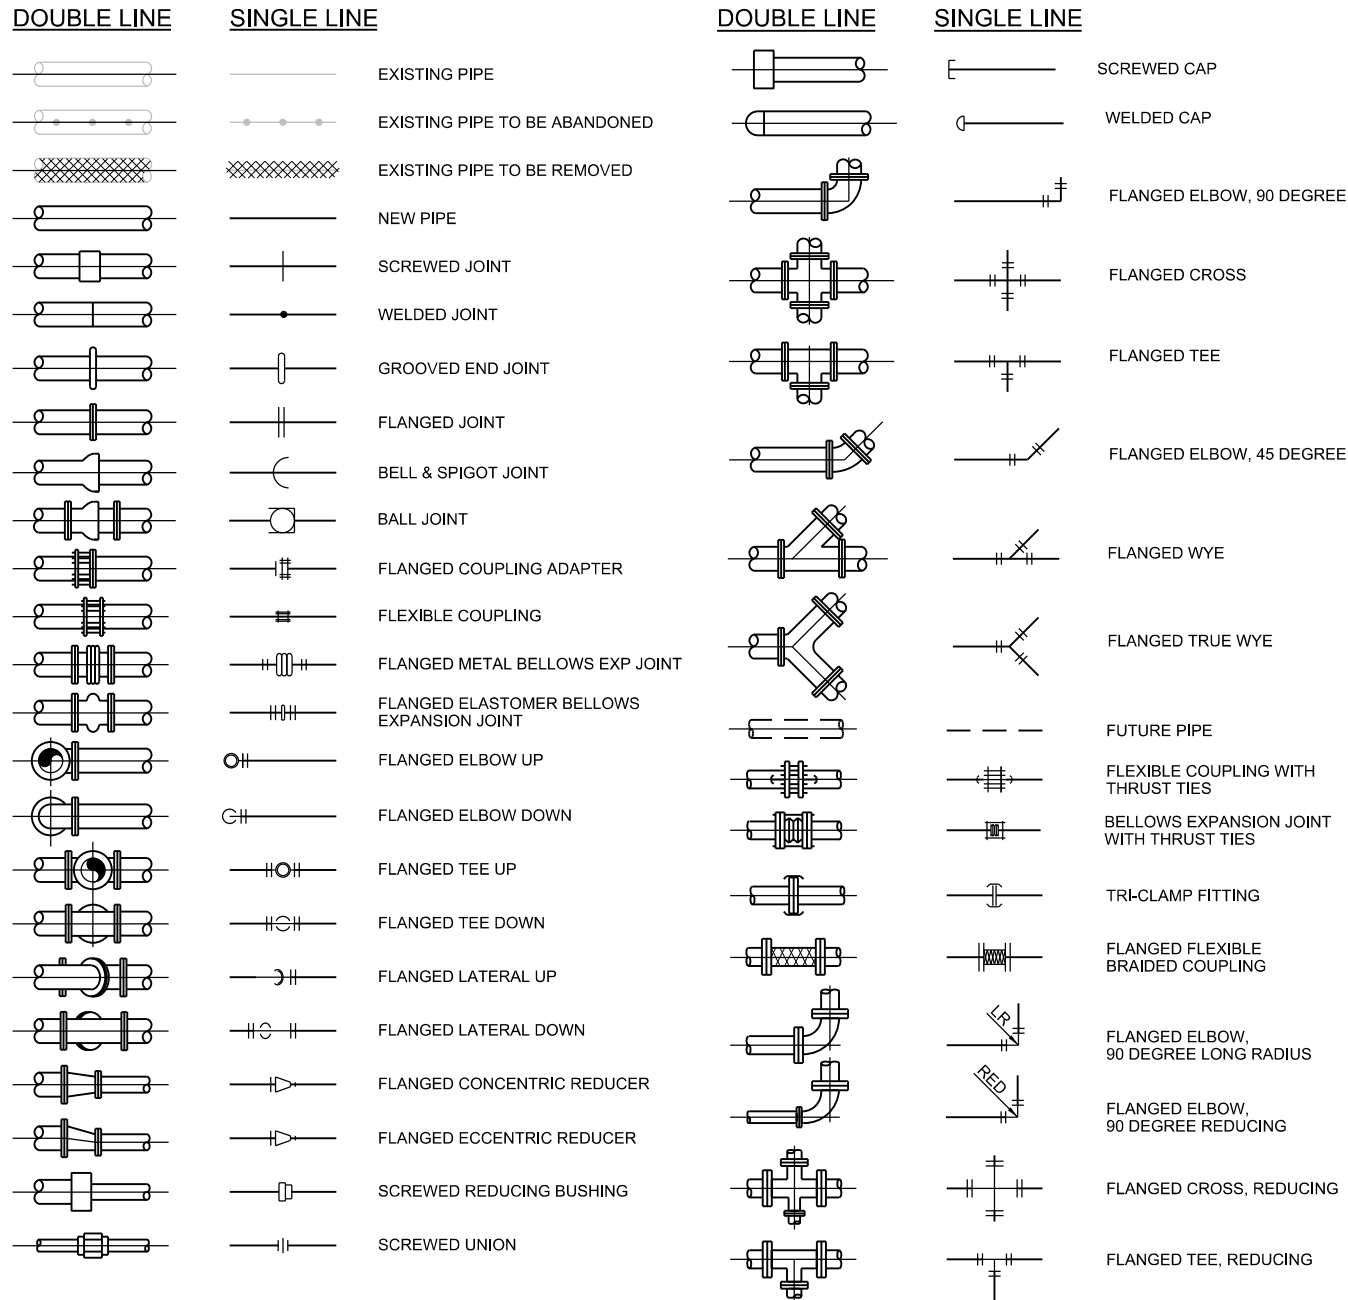 DOUBLE LINE
SINGLE LINE
EXISTING PIPE
EXISTING PIPE TO BE ABANDONED
EXISTING PIPE TO BE REMOVED
NEW PIPE
SCREWED JOINT
WELDED JOINT
GROOVED END JOINT
FLANGED JOINT
BELL & SPIGOT JOINT
BALL JOINT
FLANGED COUPLING ADAPTER
FLEXIBLE COUPLING
FLANGED METAL BELLOWS EXP JOINT
FLANGED ELASTOMER BELLOWS
EXPANSION JOINT
FLANGED ELBOW UP
FLANGED ELBOW DOWN
FLANGED TEE UP
FLANGED TEE DOWN
FLANGED LATERAL UP
FLANGED LATERAL DOWN
FLANGED CONCENTRIC REDUCER
FLANGED ECCENTRIC REDUCER
SCREWED REDUCING BUSHING
SCREWED UNION
DOUBLE LINE
SINGLE LINE
SCREWED CAP
WELDED CAP
FLANGED ELBOW, 90 DEGREE
FLANGED CROSS
FLANGED TEE
FLANGED ELBOW, 45 DEGREE
FLANGED WYE
FLANGED TRUE WYE
FUTURE PIPE
FLEXIBLE COUPLING WITH
THRUST TIES
BELLOWS EXPANSION JOINT
WITH THRUST TIES
TRI-CLAMP FITTING
FLANGED FLEXIBLE
BRAIDED COUPLING
LR
FLANGED ELBOW,
90 DEGREE LONG RADIUS
RED
FLANGED ELBOW,
90 DEGREE REDUCING
FLANGED CROSS, REDUCING
FLANGED TEE, REDUCING